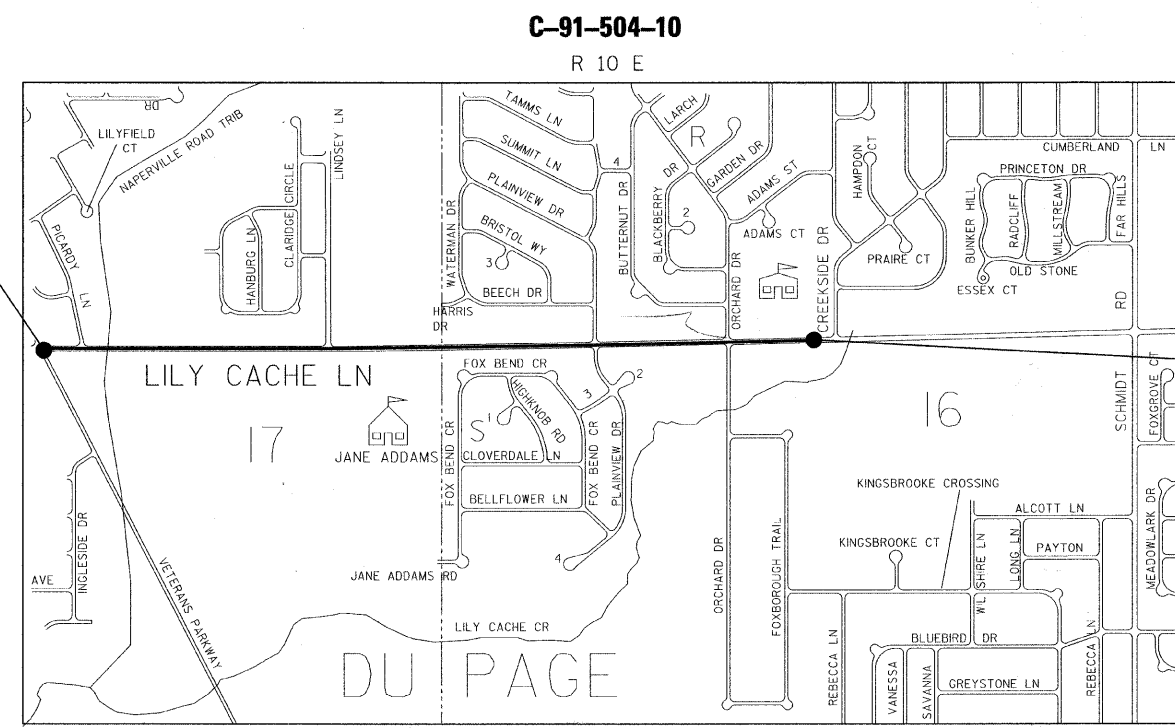 C–91–504–10
R 10 E
DR
LILYFIELD
CT
NAPERVILLE ROAD TRIB
PICARDY
LN
HANBURG LN
CLARIDGE CIRCLE
LINDSEY LN
TAMMS LN
SUMMIT LN
PLAINVIEW DR
BRISTOL WY
3
BEECH DR
WATERMAN DR
HARRIS
DR
4
BUTTERNUT DR
BLACKBERRY DR
2
LARCH
R
GARDEN DR
ADAMS ST
ADAMS CT
ORCHARD DR
CREEKSIDE DR
HAMPDON
CT
PRAIRE CT
CUMBERLAND LN
PRINCETON DR
BUNKER HILL
RADCLIFF
MILLSTREAM
FAR HILLS
OLD STONE
ESSEX CT
RD
SCHMIDT
FOXGROVE CT
LILY CACHE LN
17
JANE ADDAMS
FOX BEND CR
HIGHKNOB RD
S
1
3
2
FOX BEND CR
CLOVERDALE LN
BELLFLOWER LN
FOX BEND CR
PLAINVIEW DR
4
JANE ADDAMS RD
16
KINGSBROOKE CROSSING
KINGSBROOKE CT
ALCOTT LN
PAYTON
LONG LN
WIL SHIRE LN
MEADOWLARK DR
AVE
INGLESIDE DR
VETERANS PARKWAY
ORCHARD DR
FOXBOROUGH TRAIL
LILY CACHE CR
DU PAGE
REBECCA LN
BLUEBIRD DR
VANESSA
SAVANNA
GREYSTONE LN
REBECCA LN